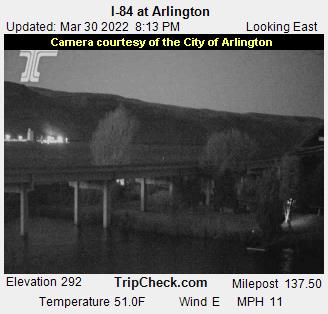 I-84 at Arlington
Updated: Mar 30 2022 8:13 PM Looking East
Camera courtesy of the City of Arlington
Elevation 292 TripCheck.com Milepost 137.50
Temperature 51.0F Wind E MPH 11